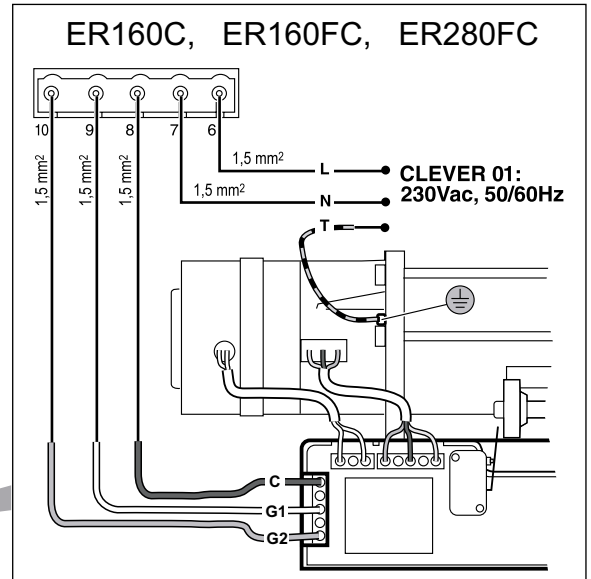 ER160C, ER160FC, ER280FC
10 9 8 7 6
1,5 mm²
1,5 mm²
1,5 mm²
1,5 mm²
1,5 mm²
L
N
T
CLEVER 01:
230Vac, 50/60Hz
C
G1
G2